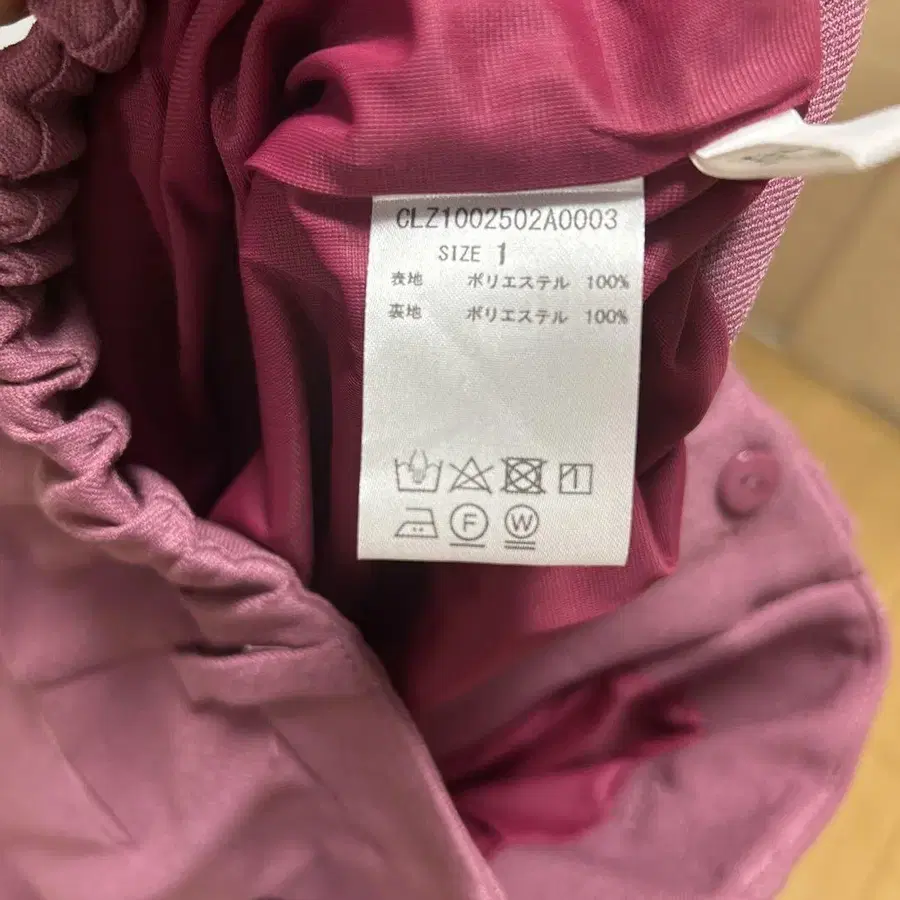 CLZ1002502A0003
SIZE 1
表地 ポリエステル 100%
裏地 ポリエステル 100%
F W